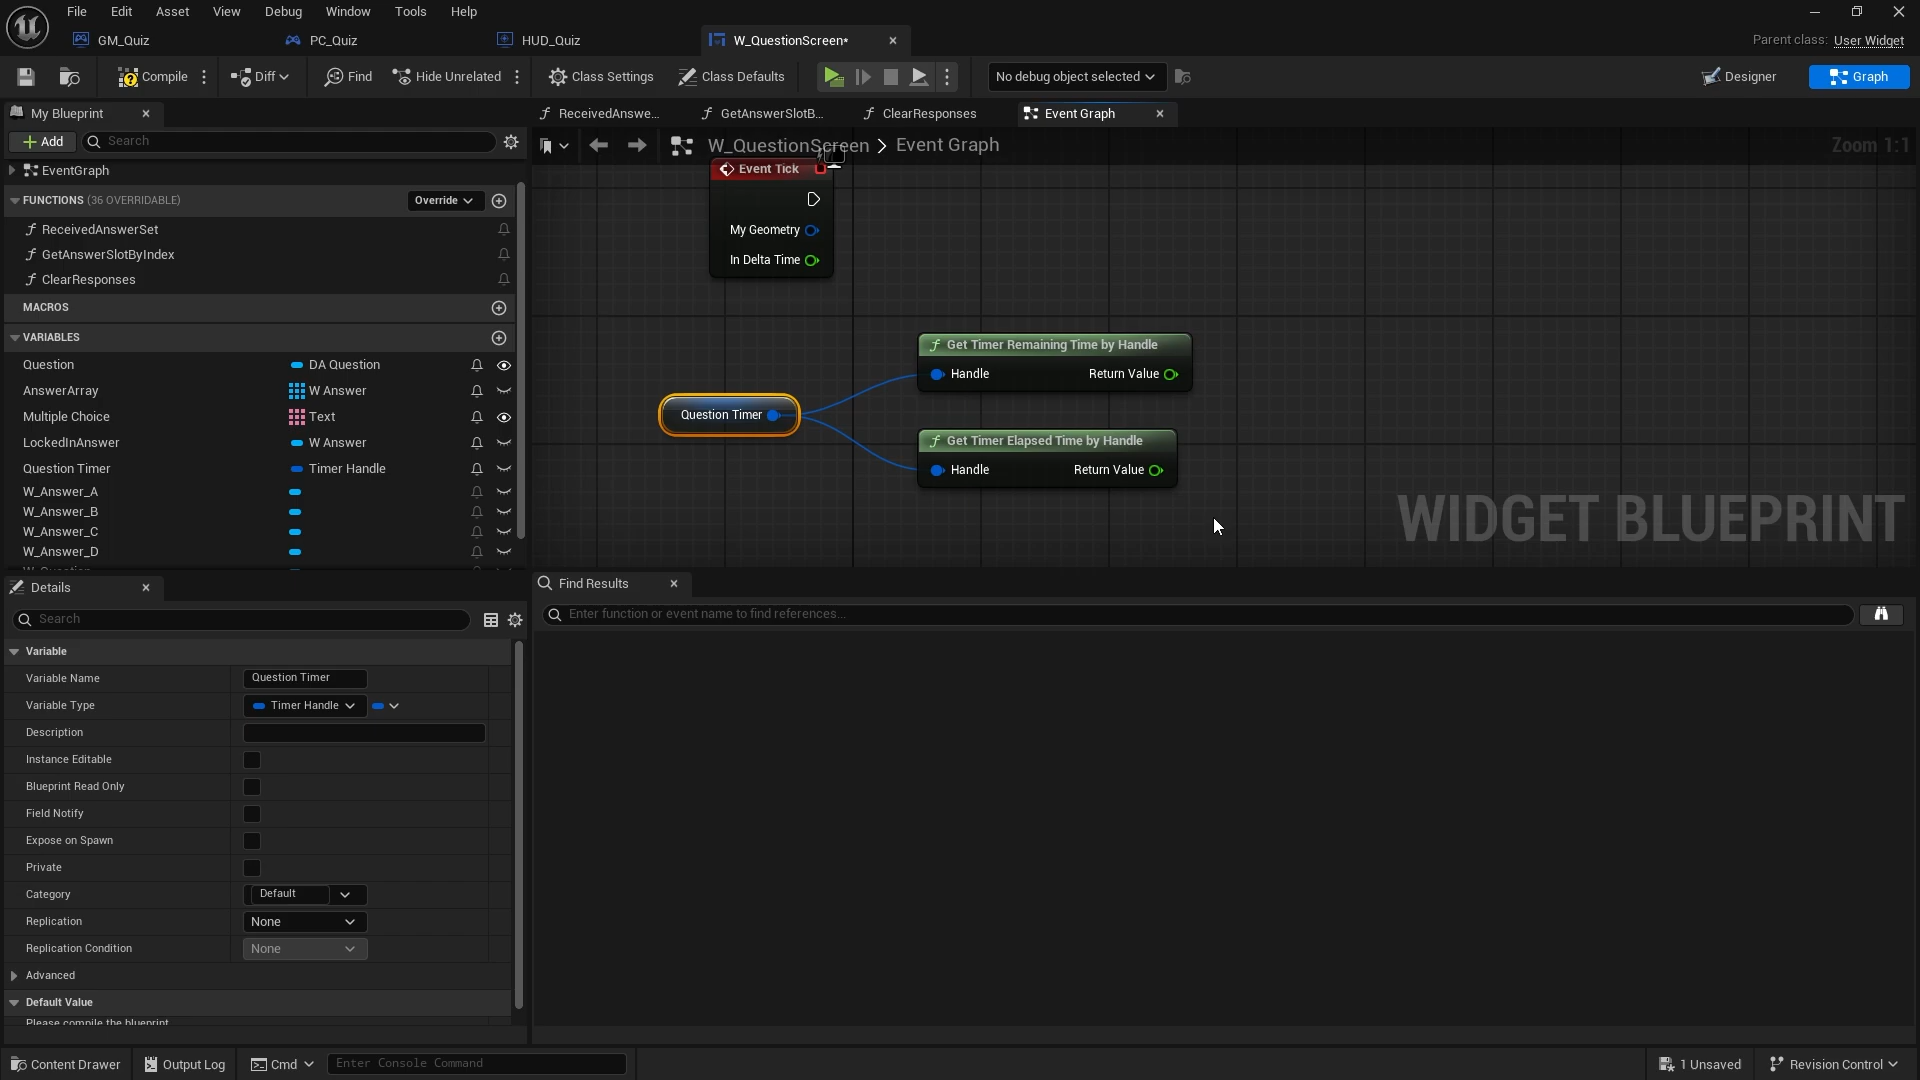 File Edit Asset View Debug Window Tools Help
GM_Quiz PC_Quiz HUD_Quiz W_QuestionScreen*
Parent class: User Widget
Compile Diff Find Hide Unrelated Class Settings Class Defaults No debug object selected Designer Graph
My Blueprint
ReceivedAnswe... GetAnswerSlotB... ClearResponses Event Graph
Add Search
W_QuestionScreen > Event Graph
Zoom 1:1
EventGraph
FUNCTIONS (36 OVERRIDABLE) Override
ReceivedAnswerSet
GetAnswerSlotByIndex
ClearResponses
MACROS
VARIABLES
Question DA Question
AnswerArray W Answer
Multiple Choice Text
LockedInAnswer W Answer
Question Timer Timer Handle
W_Answer_A
W_Answer_B
W_Answer_C
W_Answer_D
Event Tick
My Geometry
In Delta Time
Question Timer
Get Timer Remaining Time by Handle
Handle Return Value
Get Timer Elapsed Time by Handle
Handle Return Value
WIDGET BLUEPRINT
Details
Search
Variable
Variable Name Question Timer
Variable Type Timer Handle
Description
Instance Editable
Blueprint Read Only
Field Notify
Expose on Spawn
Private
Category Default
Replication None
Replication Condition None
Advanced
Default Value
Please compile the blueprint
Find Results
Enter function or event name to find references...
Content Drawer Output Log Cmd Enter Console Command 1 Unsaved Revision Control